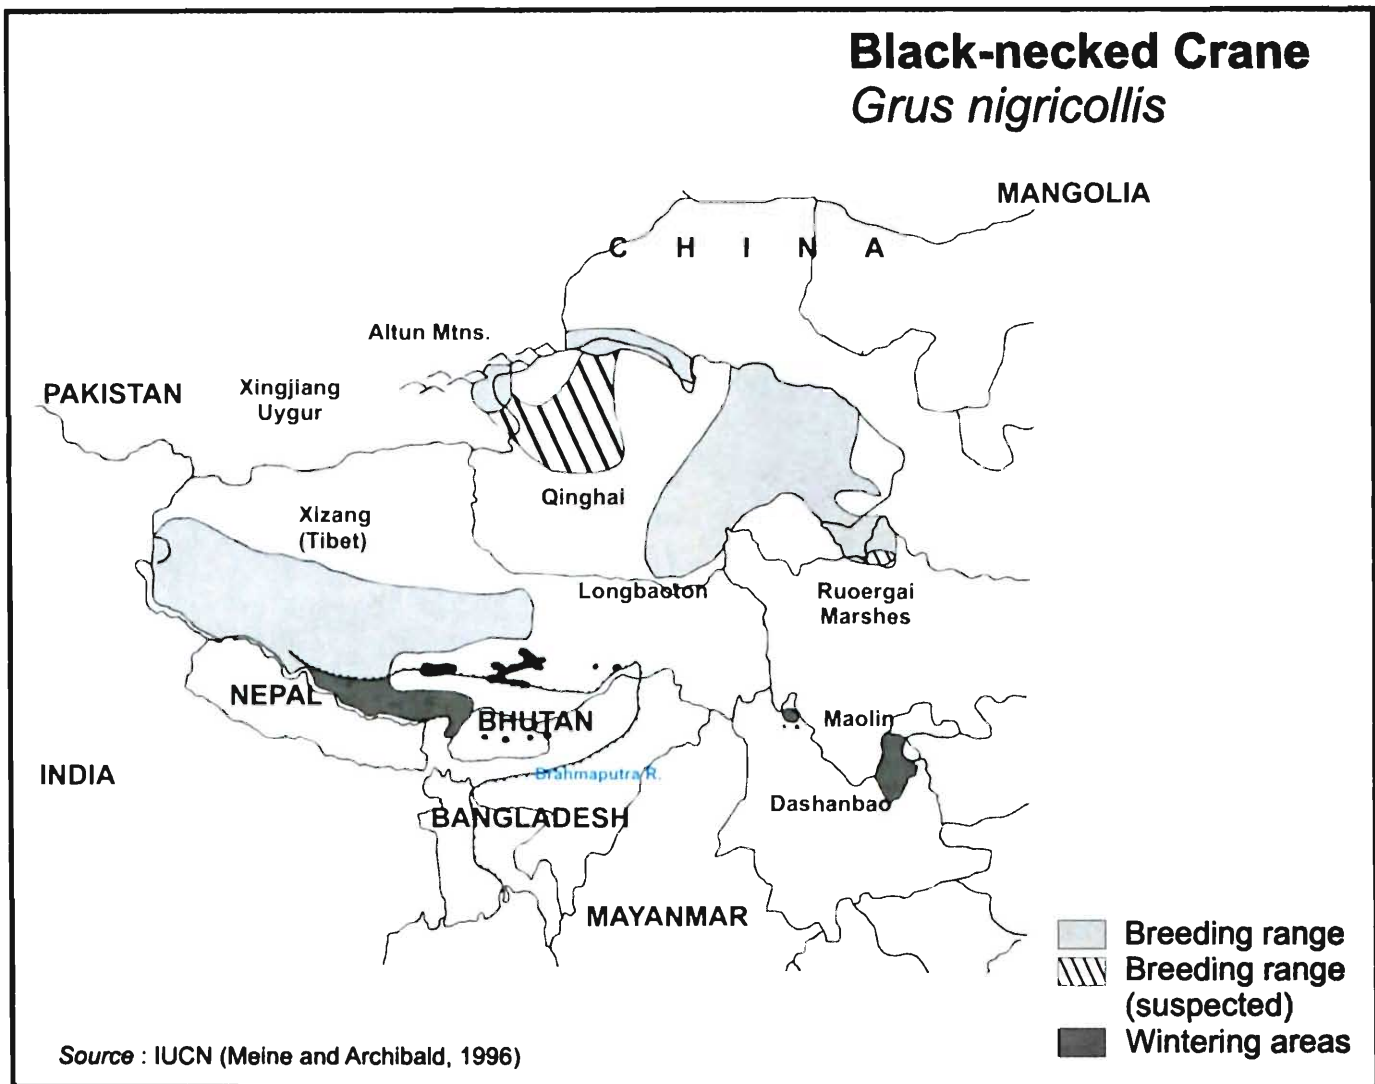 Black-necked Crane
Grus nigricollis
MANGOLIA
C H I N A
Altun Mtns.
PAKISTAN
Xingjiang
Uygur
Qinghai
Xizang
(Tibet)
Longbaoton
Ruoergai
Marshes
NEPAL
BHUTAN
Maolin
INDIA
Brahmaputra R.
Dashanbao
BANGLADESH
MAYANMAR
Breeding range
Breeding range
(suspected)
Wintering areas
Source : IUCN (Meine and Archibald, 1996)